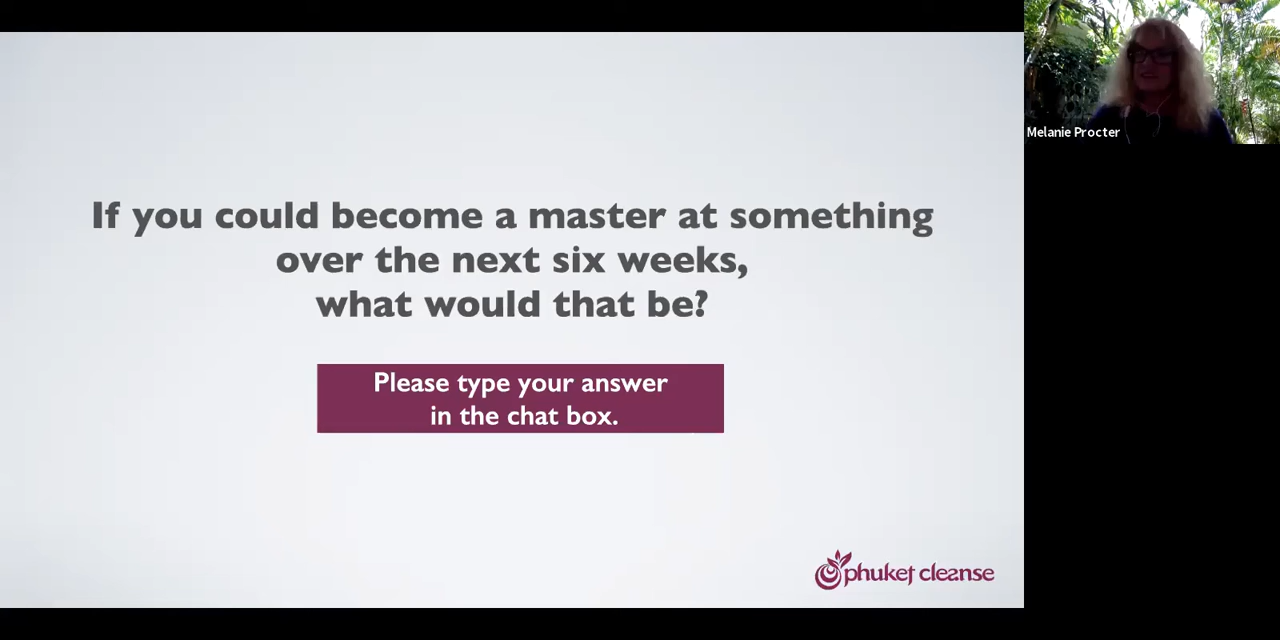 If you could become a master at something
over the next six weeks,
what would that be?
Please type your answer
in the chat box.
phuket cleanse
Melanie Procter